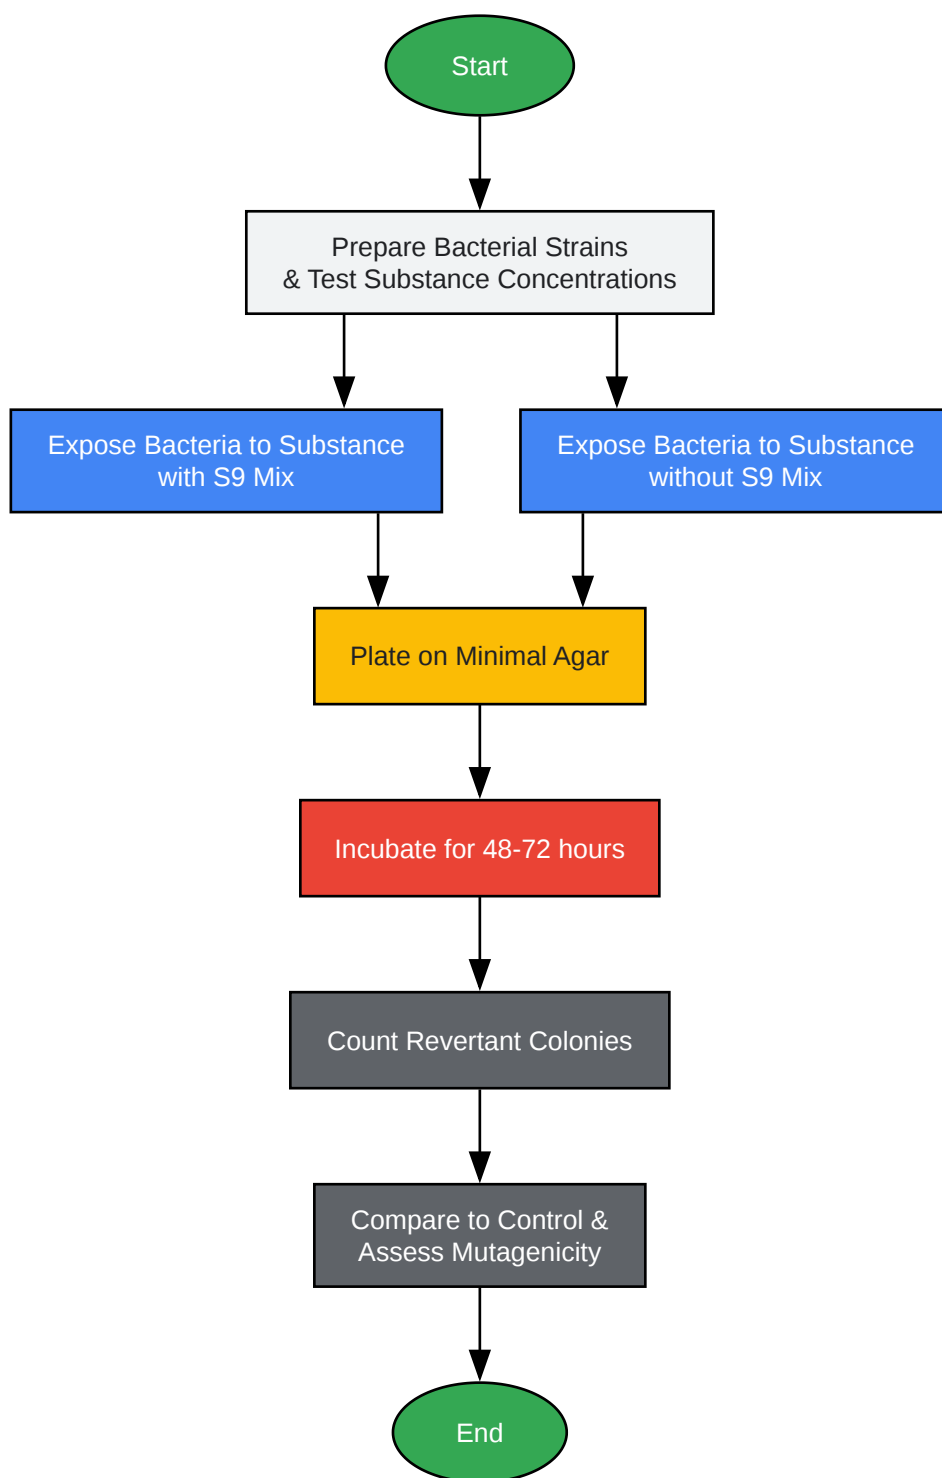 Start
Prepare Bacterial Strains
& Test Substance Concentrations
Expose Bacteria to Substance
with S9 Mix
Expose Bacteria to Substance
without S9 Mix
Plate on Minimal Agar
Incubate for 48-72 hours
Count Revertant Colonies
Compare to Control &
Assess Mutagenicity
End